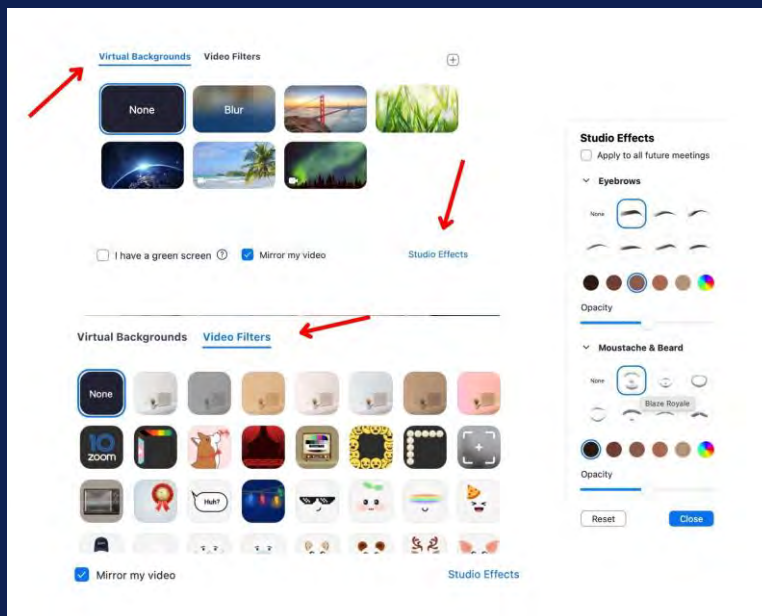 Virtual Backgrounds Video Filters
None
Blur
I have a green screen
Mirror my video
Studio Effects
Virtual Backgrounds Video Filters
None
10
zoom
Huh?
Mirror my video
Studio Effects
Studio Effects
Apply to all future meetings
Eyebrows
None
Opacity
Moustache & Beard
None
Blaze Royale
Opacity
Reset
Close